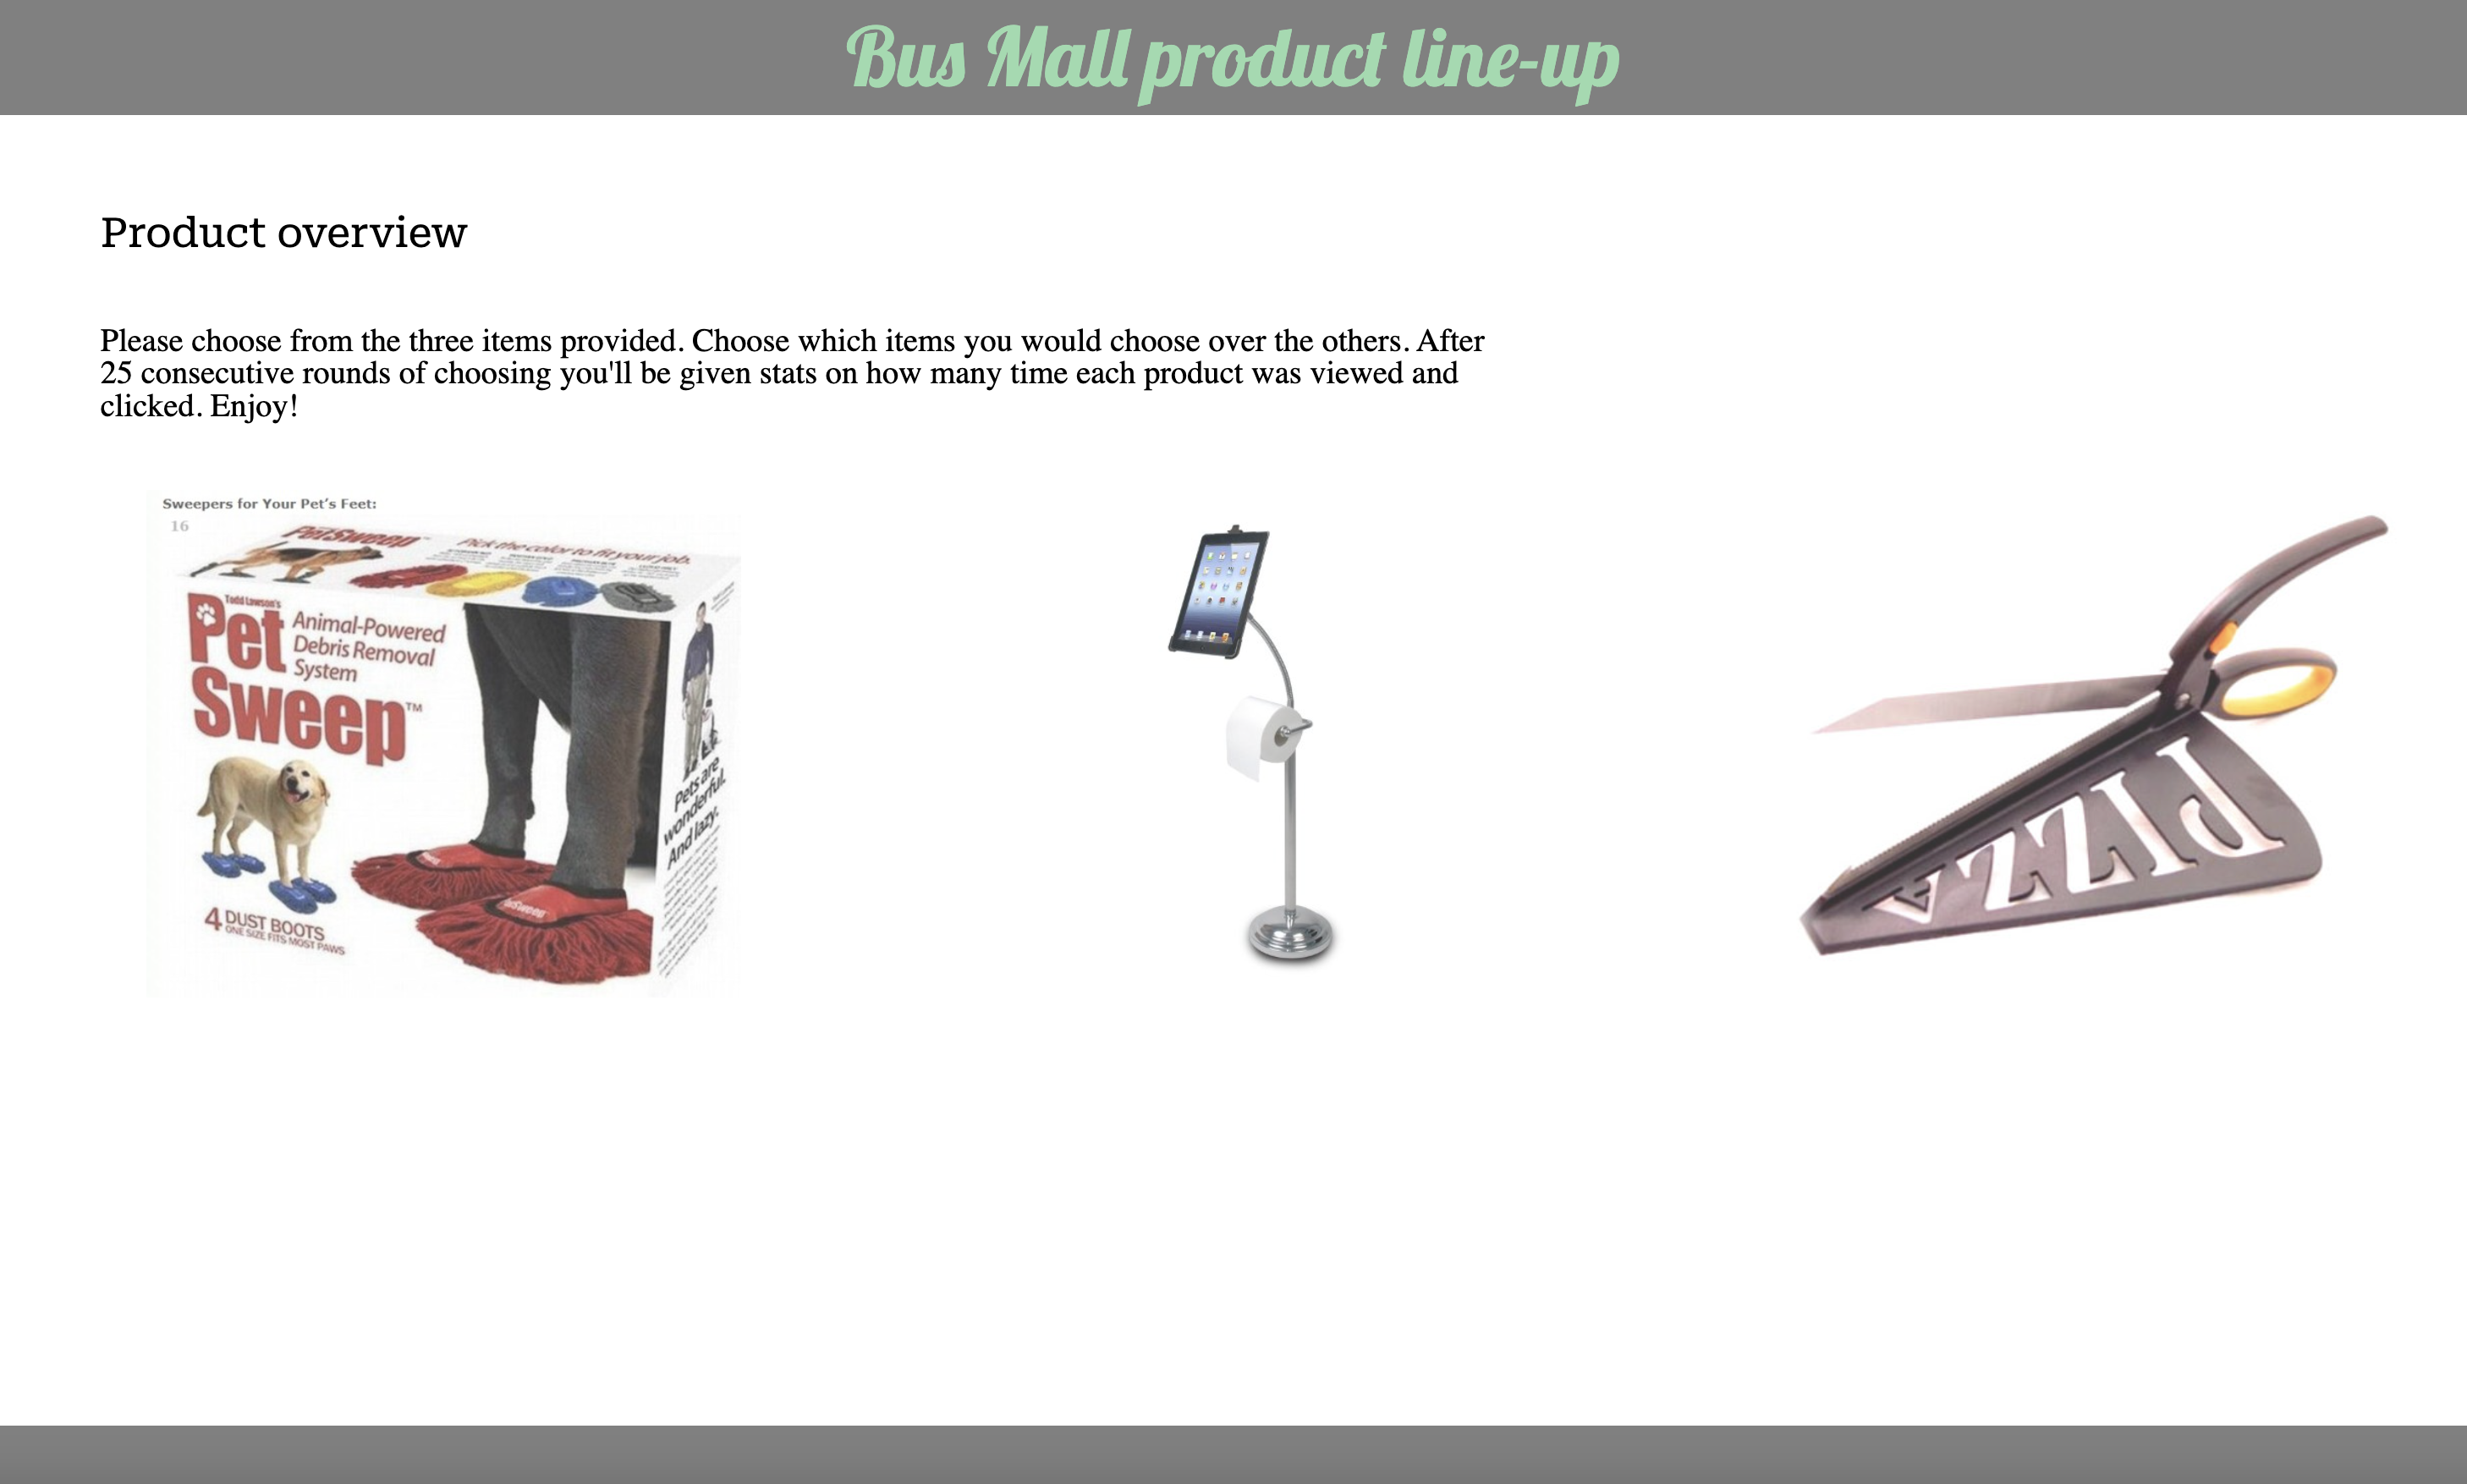 Bus Mall product line-up
Product overview
Please choose from the three items provided. Choose which items you would choose over the others. After
25 consecutive rounds of choosing you'll be given stats on how many time each product was viewed and
clicked. Enjoy!
Sweepers for Your Pet's Feet:
16
PetSweep™
Pick the color to fit your job.
Todd Lawson's
Pet
Sweep™
Animal-Powered
Debris Removal
System
4 DUST BOOTS
ONE SIZE FITS MOST PAWS
PetSweep
Pets are
wonderful.
And lazy.
PIZZA